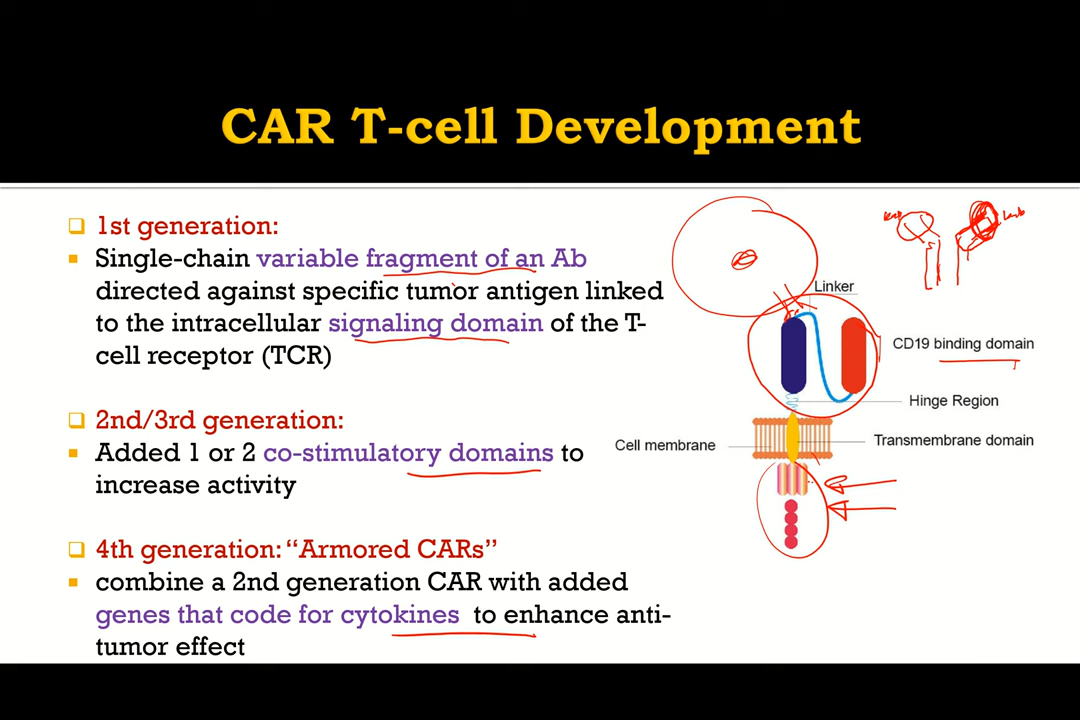 CAR T-cell Development
1st generation:
Single-chain variable fragment of an Ab
directed against specific tumor antigen linked
to the intracellular signaling domain of the T-
cell receptor (TCR)
2nd/3rd generation:
Added 1 or 2 co-stimulatory domains to
increase activity
4th generation: “Armored CARs”
combine a 2nd generation CAR with added
genes that code for cytokines to enhance anti-
tumor effect
Linker
CD19 binding domain
Hinge Region
Cell membrane
Transmembrane domain